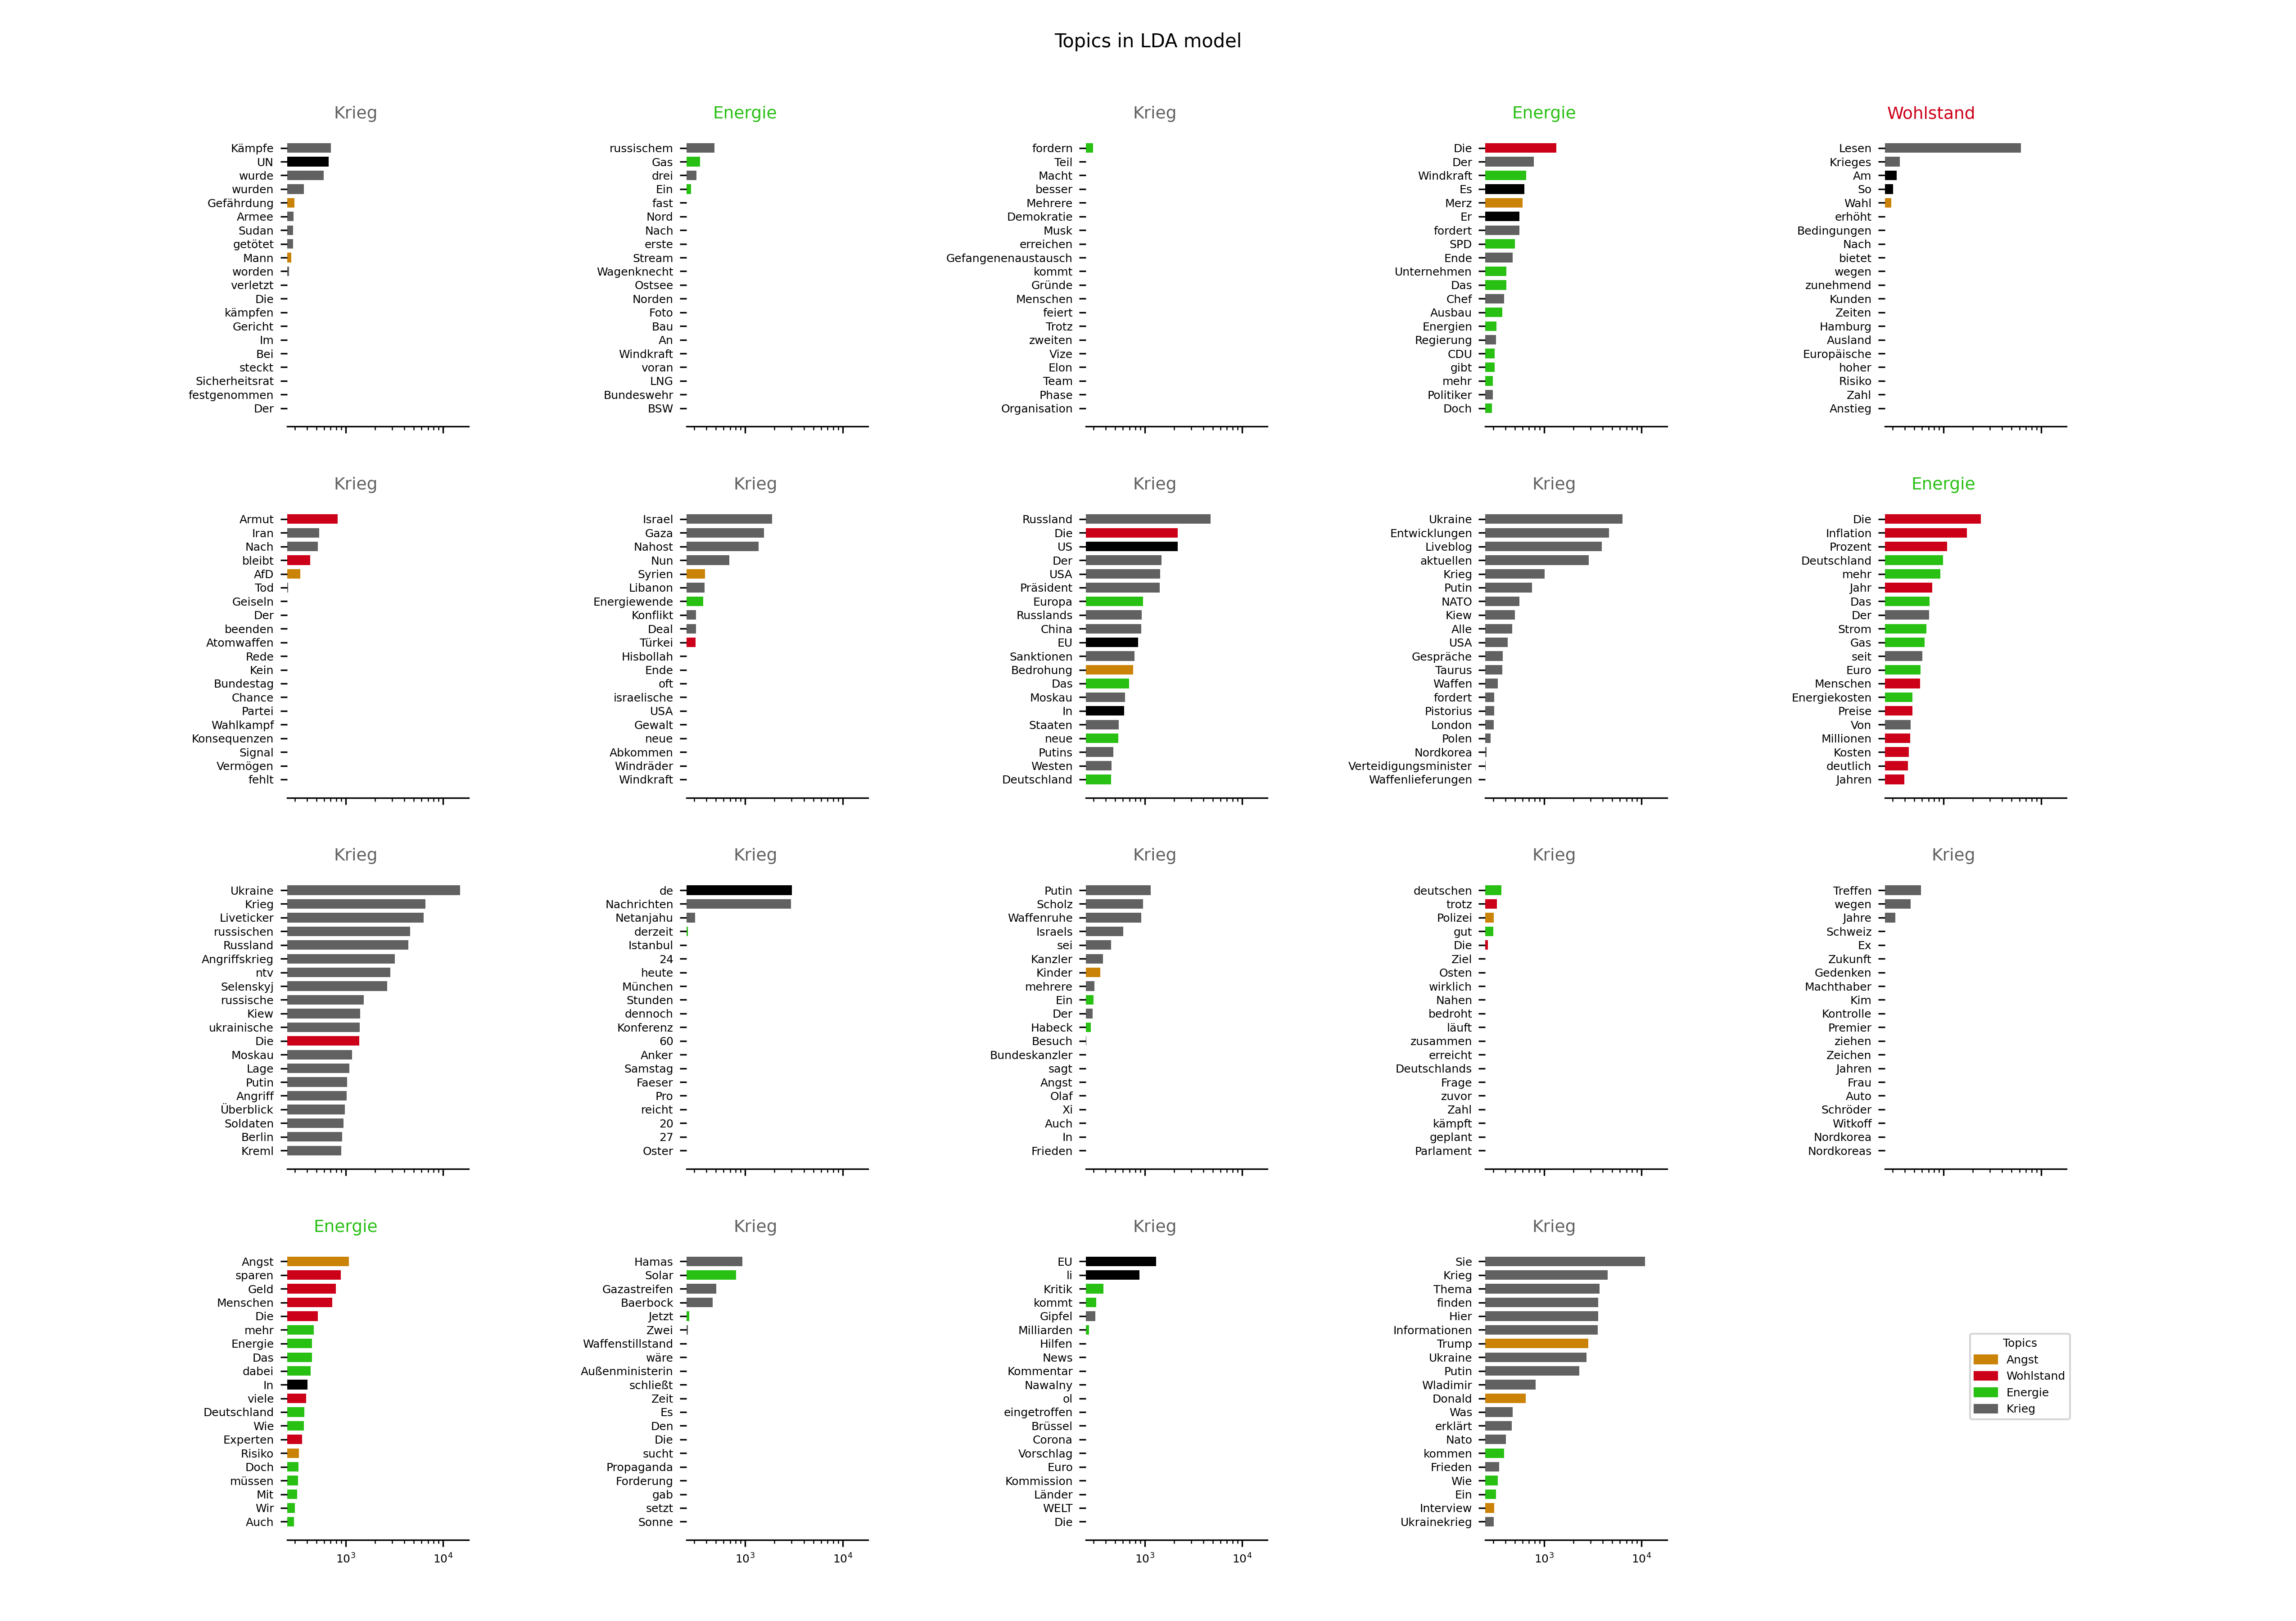 Topics in LDA model
Krieg
Kämpfe
UN
wurde
wurden
Gefährdung
Armee
Sudan
getötet
Mann
worden
verletzt
Die
kämpfen
Gericht
Im
Bei
steckt
Sicherheitsrat
festgenommen
Der
Energie
russischem
Gas
drei
Ein
fast
Nord
Nach
erste
Stream
Wagenknecht
Ostsee
Norden
Foto
Bau
An
Windkraft
voran
LNG
Bundeswehr
BSW
Krieg
fordern
Teil
Macht
besser
Mehrere
Demokratie
Musk
erreichen
Gefangenenaustausch
kommt
Gründe
Menschen
feiert
Trotz
zweiten
Vize
Elon
Team
Phase
Organisation
Energie
Die
Der
Windkraft
Es
Merz
Er
fordert
SPD
Ende
Unternehmen
Das
Chef
Ausbau
Energien
Regierung
CDU
gibt
mehr
Politiker
Doch
Wohlstand
Lesen
Krieges
Am
So
Wahl
erhöht
Bedingungen
Nach
bietet
wegen
zunehmend
Kunden
Zeiten
Hamburg
Ausland
Europäische
hoher
Risiko
Zahl
Anstieg
Krieg
Armut
Iran
Nach
bleibt
AfD
Tod
Geiseln
Der
beenden
Atomwaffen
Rede
Kein
Bundestag
Chance
Partei
Wahlkampf
Konsequenzen
Signal
Vermögen
fehlt
Krieg
Israel
Gaza
Nahost
Nun
Syrien
Libanon
Energiewende
Konflikt
Deal
Türkei
Hisbollah
Ende
oft
israelische
USA
Gewalt
neue
Abkommen
Windräder
Windkraft
Krieg
Russland
Die
US
Der
USA
Präsident
Europa
Russlands
China
EU
Sanktionen
Bedrohung
Das
Moskau
In
Staaten
neue
Putins
Westen
Deutschland
Krieg
Ukraine
Entwicklungen
Liveblog
aktuellen
Krieg
Putin
NATO
Kiew
Alle
USA
Gespräche
Taurus
Waffen
fordert
Pistorius
London
Polen
Nordkorea
Verteidigungsminister
Waffenlieferungen
Energie
Die
Inflation
Prozent
Deutschland
mehr
Jahr
Das
Der
Strom
Gas
seit
Euro
Menschen
Energiekosten
Preise
Von
Millionen
Kosten
deutlich
Jahren
Krieg
Ukraine
Krieg
Liveticker
russischen
Russland
Angriffskrieg
ntv
Selenskyj
russische
Kiew
ukrainische
Die
Moskau
Lage
Putin
Angriff
Überblick
Soldaten
Berlin
Kreml
Krieg
de
Nachrichten
Netanjahu
derzeit
Istanbul
24
heute
München
Stunden
dennoch
Konferenz
60
Anker
Samstag
Faeser
Pro
reicht
20
27
Oster
Krieg
Putin
Scholz
Waffenruhe
Israels
sei
Kanzler
Kinder
mehrere
Ein
Der
Habeck
Besuch
Bundeskanzler
sagt
Angst
Olaf
Xi
Auch
In
Frieden
Krieg
deutschen
trotz
Polizei
gut
Die
Ziel
Osten
wirklich
Nahen
bedroht
läuft
zusammen
erreicht
Deutschlands
Frage
zuvor
Zahl
kämpft
geplant
Parlament
Krieg
Treffen
wegen
Jahre
Schweiz
Ex
Zukunft
Gedenken
Machthaber
Kim
Kontrolle
Premier
ziehen
Zeichen
Jahren
Frau
Auto
Schröder
Witkoff
Nordkorea
Nordkoreas
Energie
Angst
sparen
Geld
Menschen
Die
mehr
Energie
Das
dabei
In
viele
Deutschland
Wie
Experten
Risiko
Doch
müssen
Mit
Wir
Auch
10³ 10⁴
Krieg
Hamas
Solar
Gazastreifen
Baerbock
Jetzt
Zwei
Waffenstillstand
wäre
Außenministerin
schließt
Zeit
Es
Den
Die
sucht
Propaganda
Forderung
gab
setzt
Sonne
10³ 10⁴
Krieg
EU
li
Kritik
kommt
Gipfel
Milliarden
Hilfen
News
Kommentar
Nawalny
ol
eingetroffen
Brüssel
Corona
Vorschlag
Euro
Kommission
Länder
WELT
Die
10³ 10⁴
Krieg
Sie
Krieg
Thema
finden
Hier
Informationen
Trump
Ukraine
Putin
Wladimir
Donald
Was
erklärt
Nato
kommen
Frieden
Wie
Ein
Interview
Ukrainekrieg
10³ 10⁴
Topics
Angst
Wohlstand
Energie
Krieg